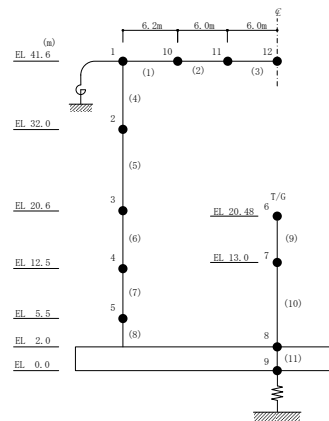 ℄
6.2m 6.0m 6.0m
(m)
EL 41.6
1 10 11 12
(1) (2) (3)
(4)
EL 32.0
2
(5)
EL 20.6
3
T/G
EL 20.48
6
(6)
(9)
EL 12.5
4
EL 13.0
7
(7)
(10)
EL 5.5
5
(8)
EL 2.0
8
EL 0.0
9
(11)